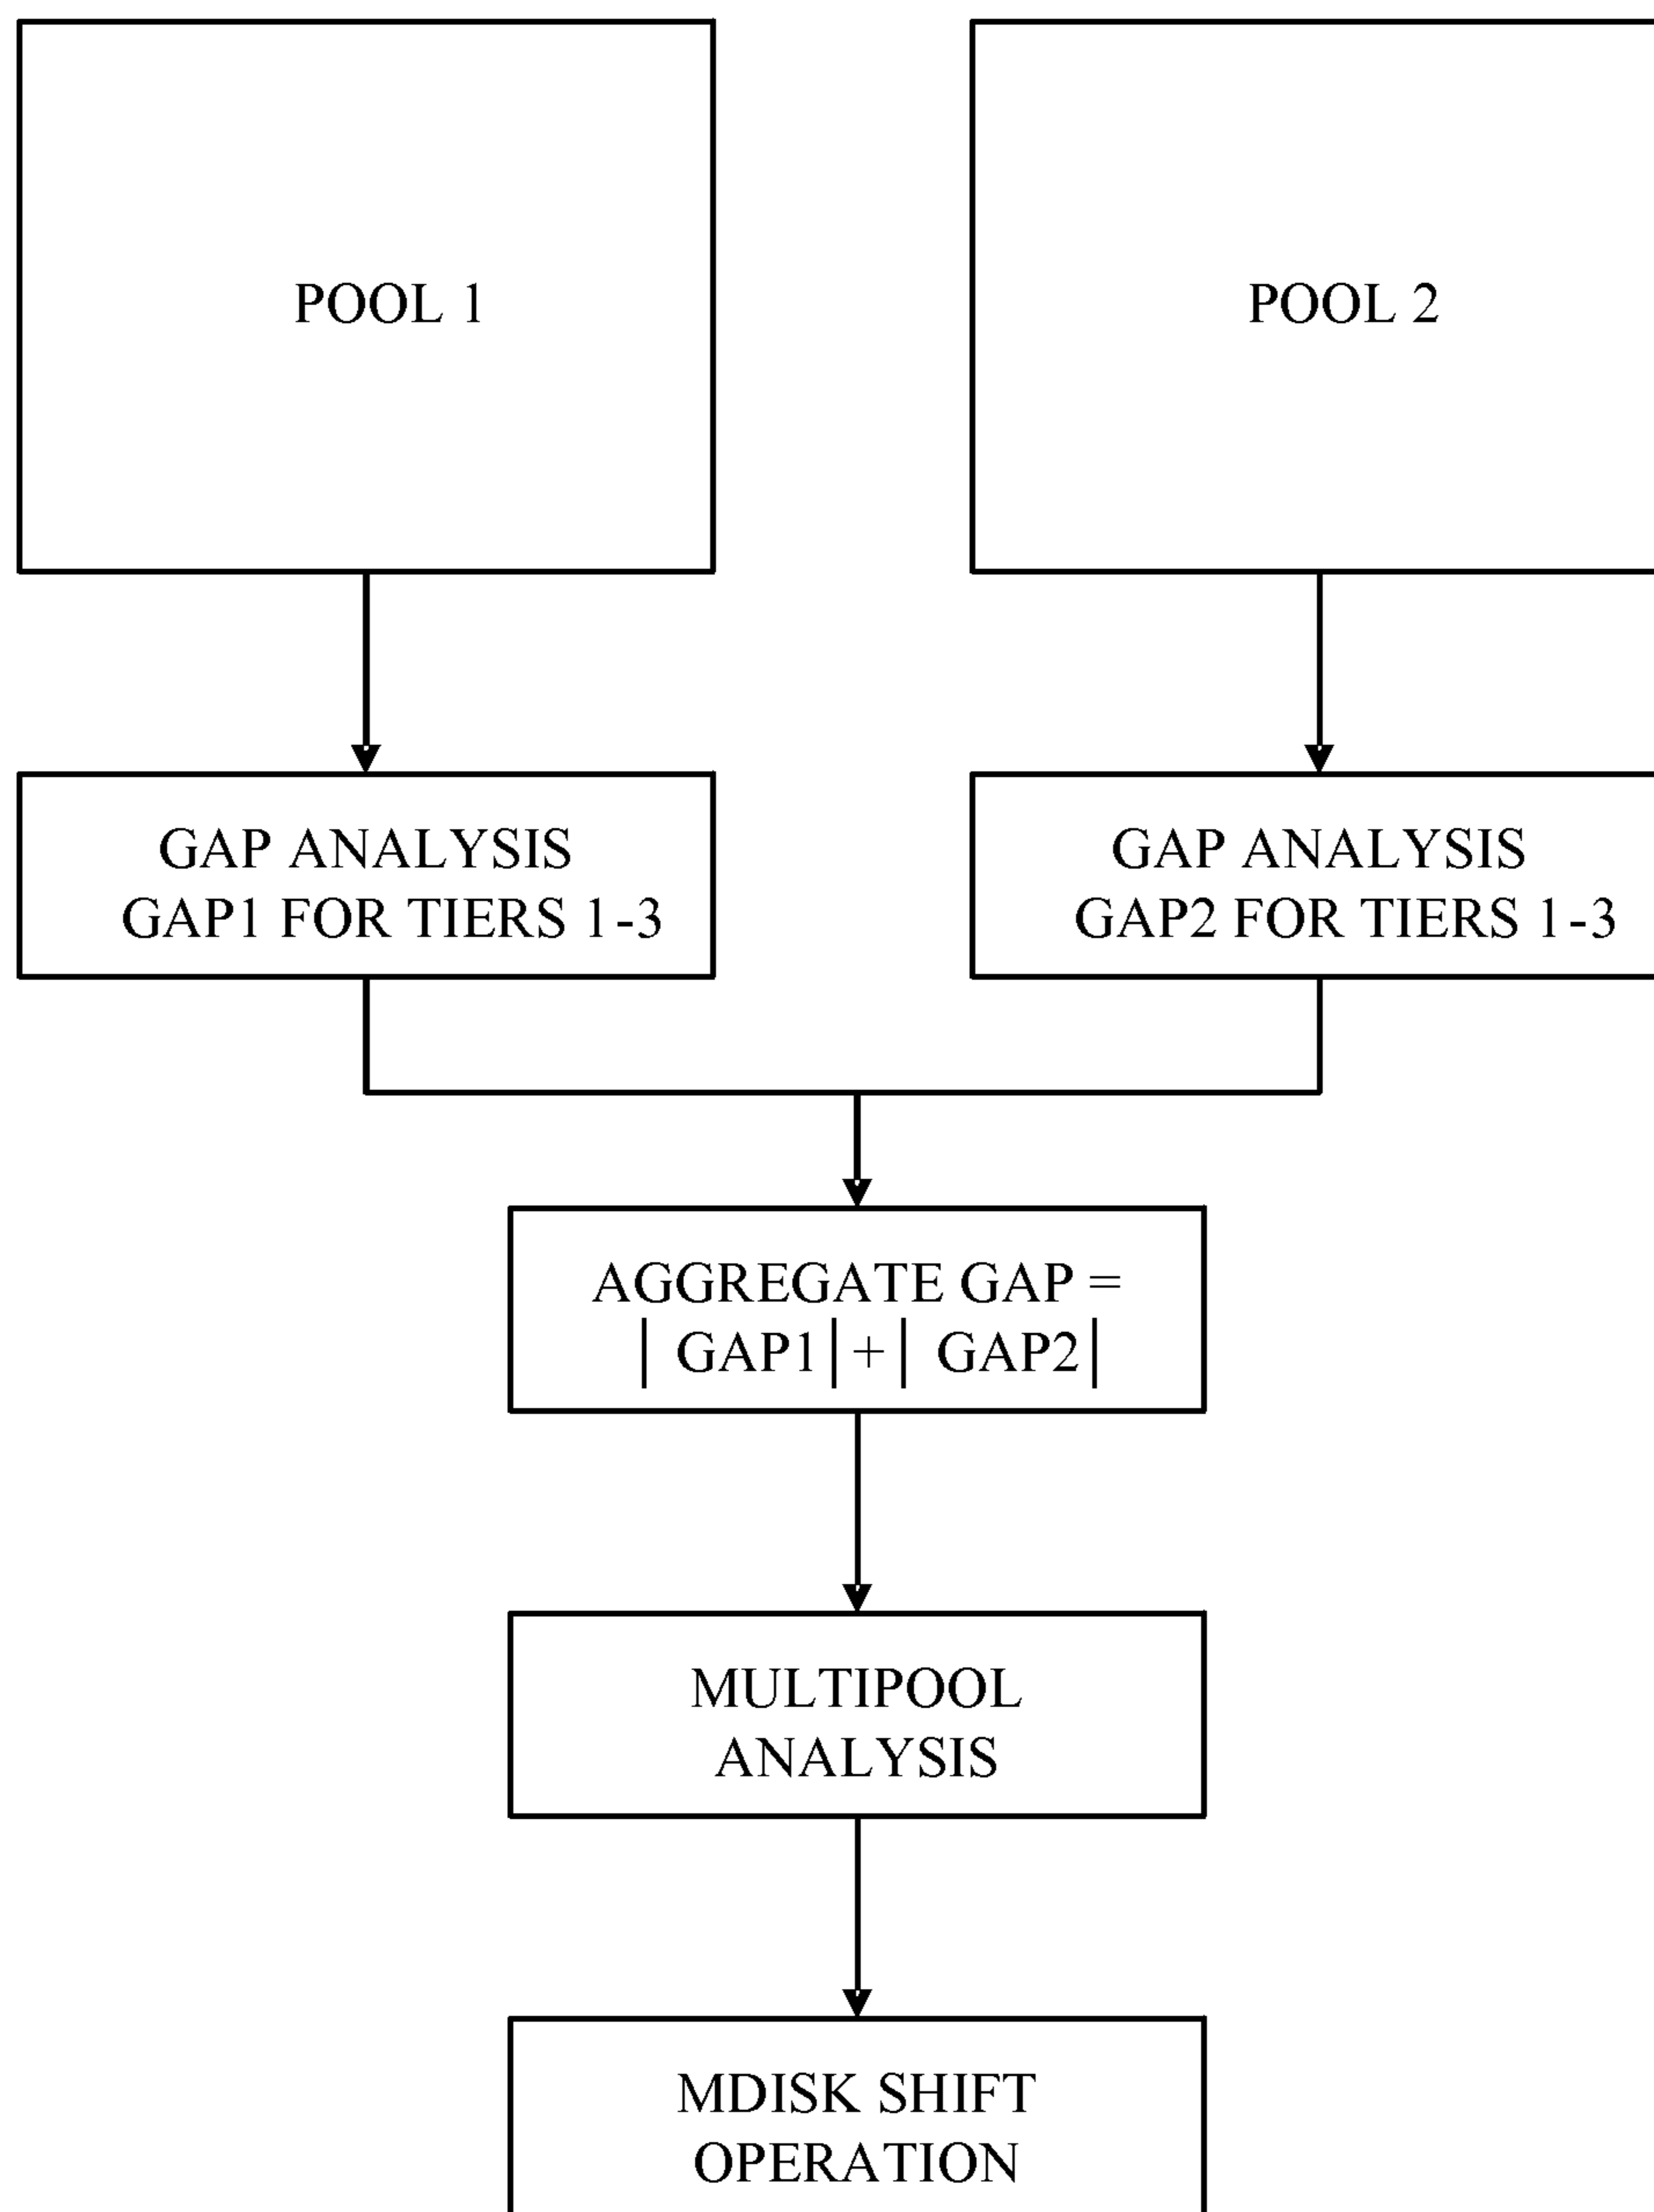 POOL 1
POOL 2
GAP ANALYSIS
GAP1 FOR TIERS 1-3
GAP ANALYSIS
GAP2 FOR TIERS 1-3
AGGREGATE GAP =
| GAP1|+| GAP2|
MULTIPOOL
ANALYSIS
MDISK SHIFT
OPERATION